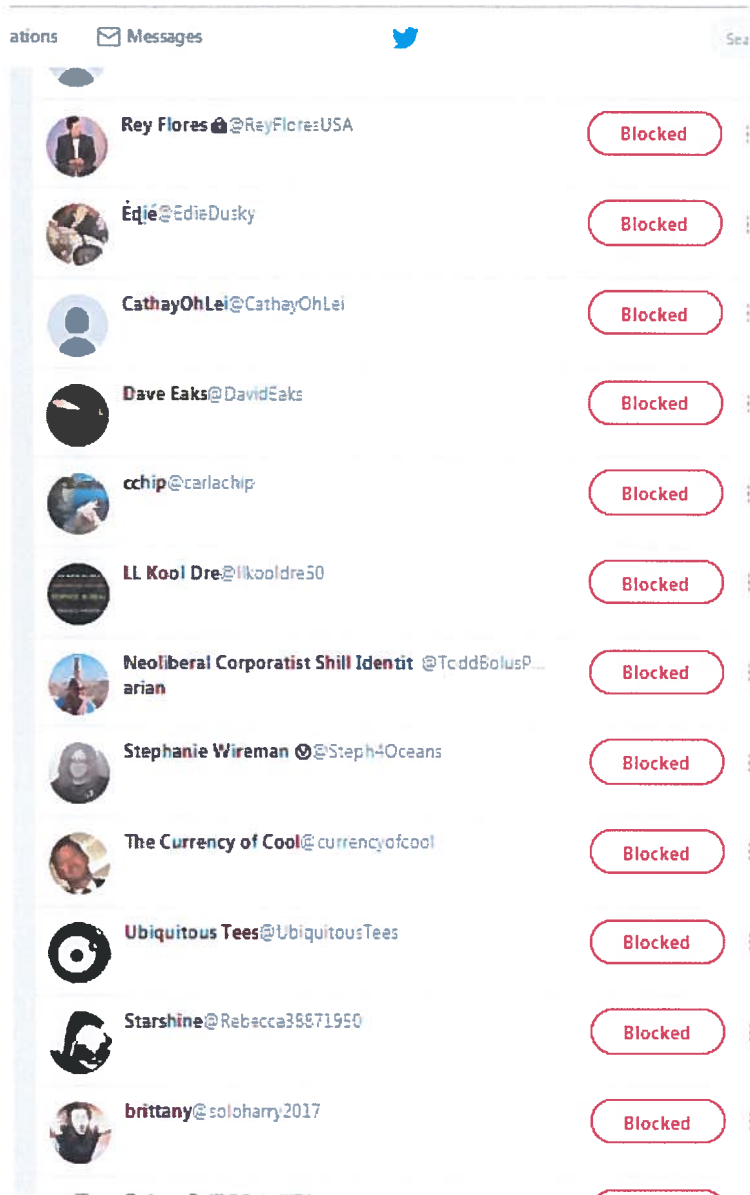 ations Messages
Rey Flores @ReyFloresUSA Blocked
Édié@EdieDusky Blocked
CathayOhLei@CathayOhLei Blocked
Dave Eaks@DavidEaks Blocked
cchip@carlachip Blocked
LL Kool Dre@llkooldre50 Blocked
Neoliberal Corporatist Shill Identit @ToddBolusP... Blocked
arian
Stephanie Wireman @Steph4Oceans Blocked
The Currency of Cool@currencyofcool Blocked
Ubiquitous Tees@UbiquitousTees Blocked
Starshine Blocked
brittany@soloharry2017 Blocked